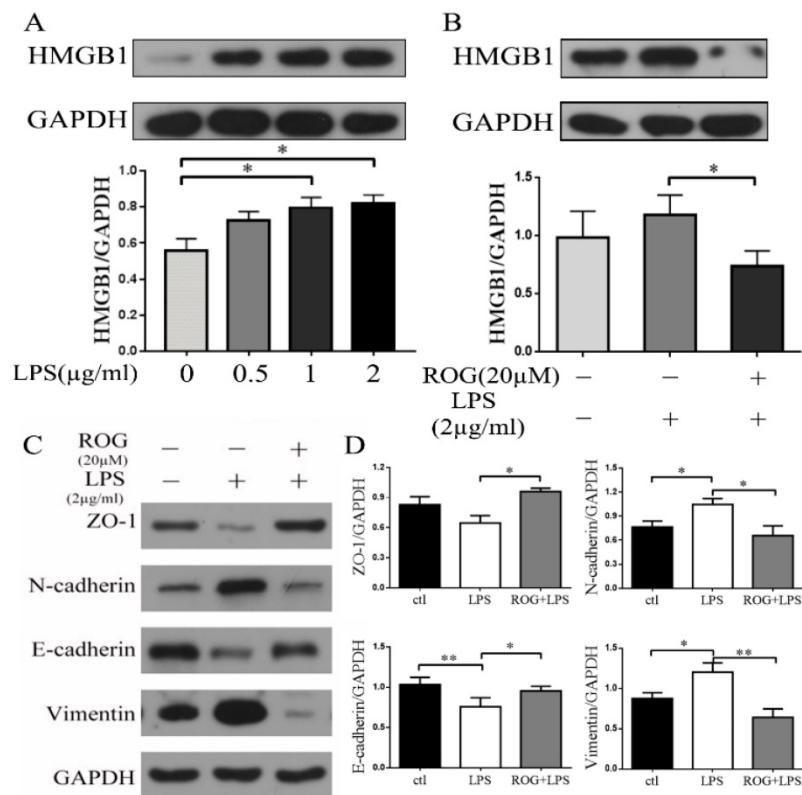 A
HMGB1
GAPDH
*
*
HMGB1/GAPDH
1.0
0.8
0.6
0.4
0.2
0.0
LPS(μg/ml) 0 0.5 1 2
B
HMGB1
GAPDH
*
HMGB1/GAPDH
1.5
1.0
0.5
0.0
ROG(20μM) − − +
LPS
(2μg/ml) − + +
C
ROG − − +
(20μM)
LPS − + +
(2μg/ml)
ZO-1
N-cadherin
E-cadherin
Vimentin
GAPDH
D
*
ZO-1/GAPDH
1.2
0.9
0.6
0.3
0.0
ctl LPS ROG+LPS
* *
N-cadherin/GAPDH
1.5
1.2
0.9
0.6
0.3
0.0
ctl LPS ROG+LPS
** *
E-cadherin/GAPDH
1.5
1.0
0.5
0.0
ctl LPS ROG+LPS
* **
Vimentin/GAPDH
1.5
1.0
0.5
0.0
ctl LPS ROG+LPS